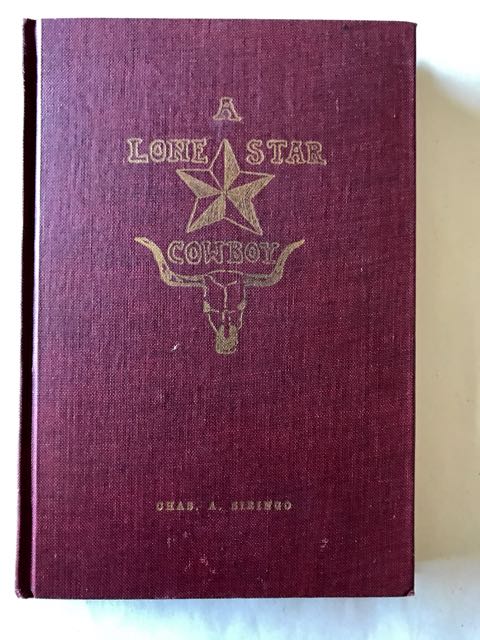 A
LONE STAR
COWBOY
CHAS. A. SIRINGO